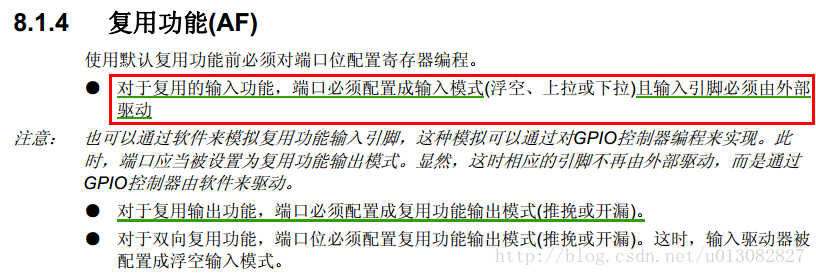 8.1.4 复用功能(AF)
使用默认复用功能前必须对端口位配置寄存器编程。
● 对于复用的输入功能，端口必须配置成输入模式(浮空、上拉或下拉)且输入引脚必须由外部
驱动
注意： 也可以通过软件来模拟复用功能输入引脚，这种模拟可以通过对GPIO控制器编程来实现。此
时，端口应当被设置为复用功能输出模式。显然，这时相应的引脚不再由外部驱动，而是通过
GPIO控制器由软件来驱动。
● 对于复用输出功能，端口必须配置成复用功能输出模式(推挽或开漏)。
● 对于双向复用功能，端口位必须配置复用功能输出模式(推挽或开漏)。这时，输入驱动器被
配置成浮空输入模式。
http://blog.csdn.net/u013082827